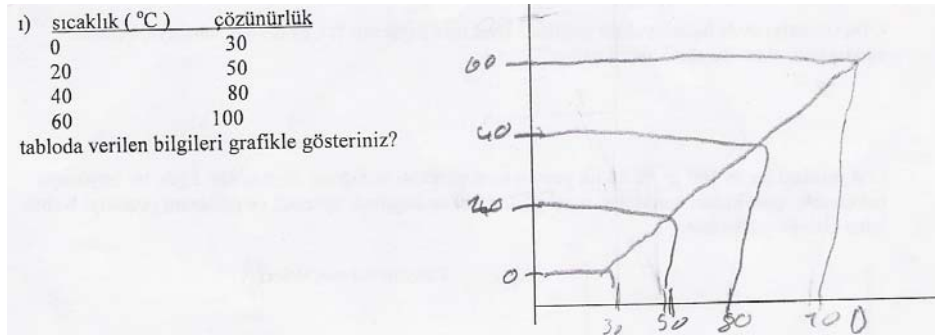 ı) sıcaklık ( °C ) çözünürlük
0 30
20 50
40 80
60 100
tabloda verilen bilgileri grafikle gösteriniz?
60
40
20
0
30 50 80 100